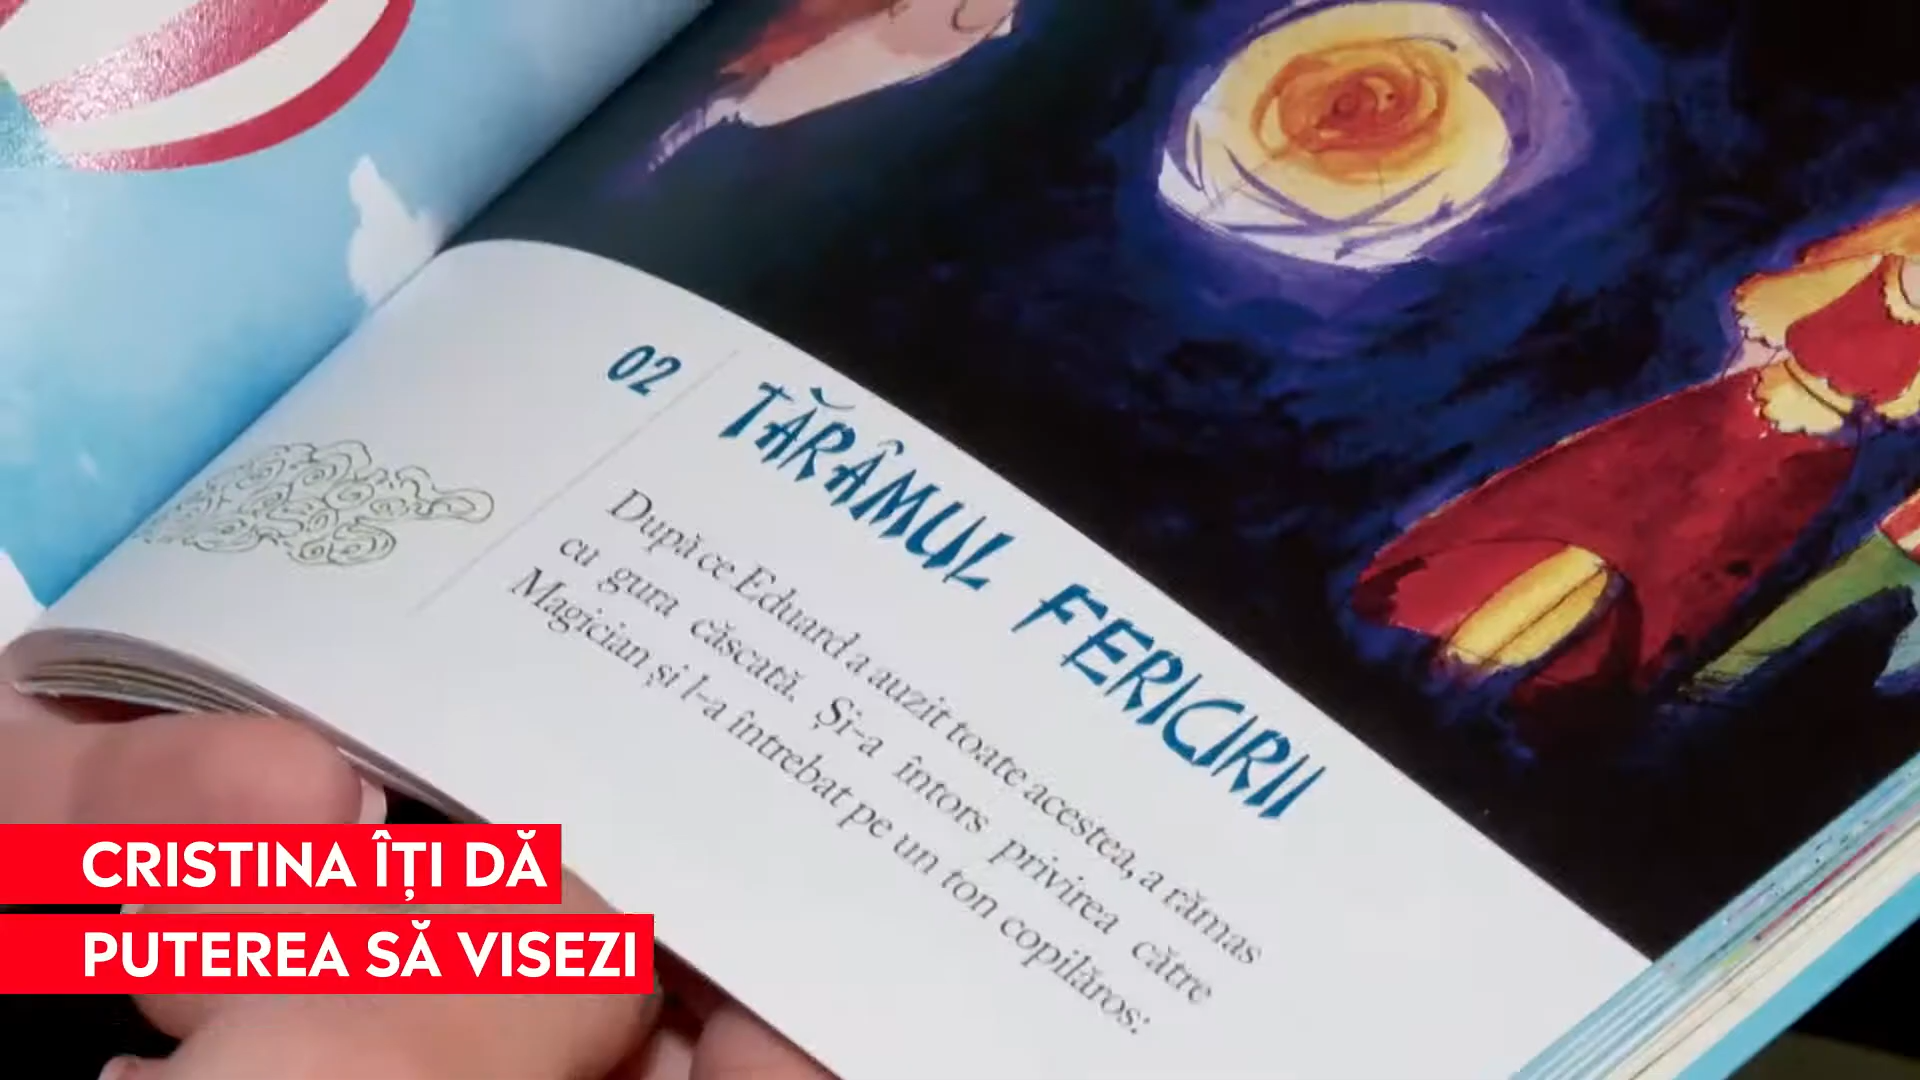 02
TĂRÂMUL FERICIRII
După ce Eduard a auzit toate acestea, a rămas
cu gura căscată. Și-a întors privirea către
Magician și l-a întrebat pe un ton copilăros:
CRISTINA ÎȚI DĂ
PUTEREA SĂ VISEZI